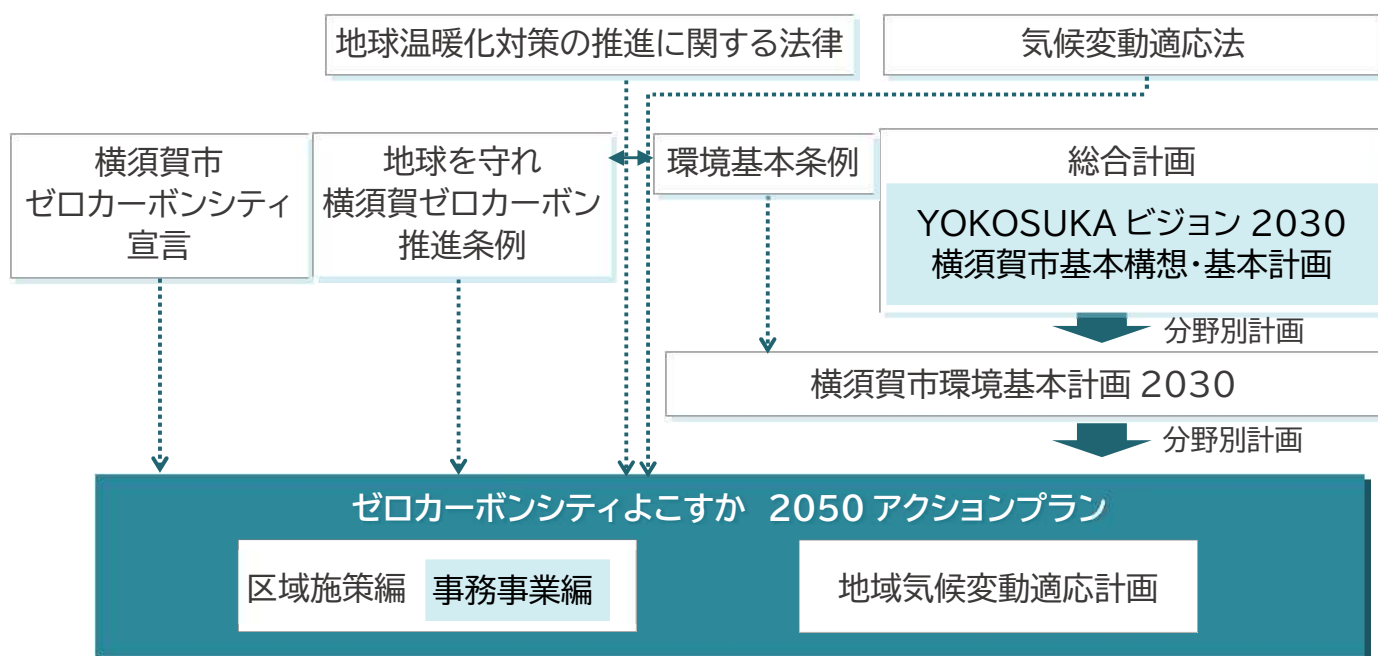 地球温暖化対策の推進に関する法律
気候変動適応法
横須賀市
ゼロカーボンシティ
宣言
地球を守れ
横須賀ゼロカーボン
推進条例
環境基本条例
総合計画
YOKOSUKA ビジョン 2030
横須賀市基本構想・基本計画
分野別計画
横須賀市環境基本計画 2030
分野別計画
ゼロカーボンシティよこすか 2050 アクションプラン
区域施策編 事務事業編
地域気候変動適応計画